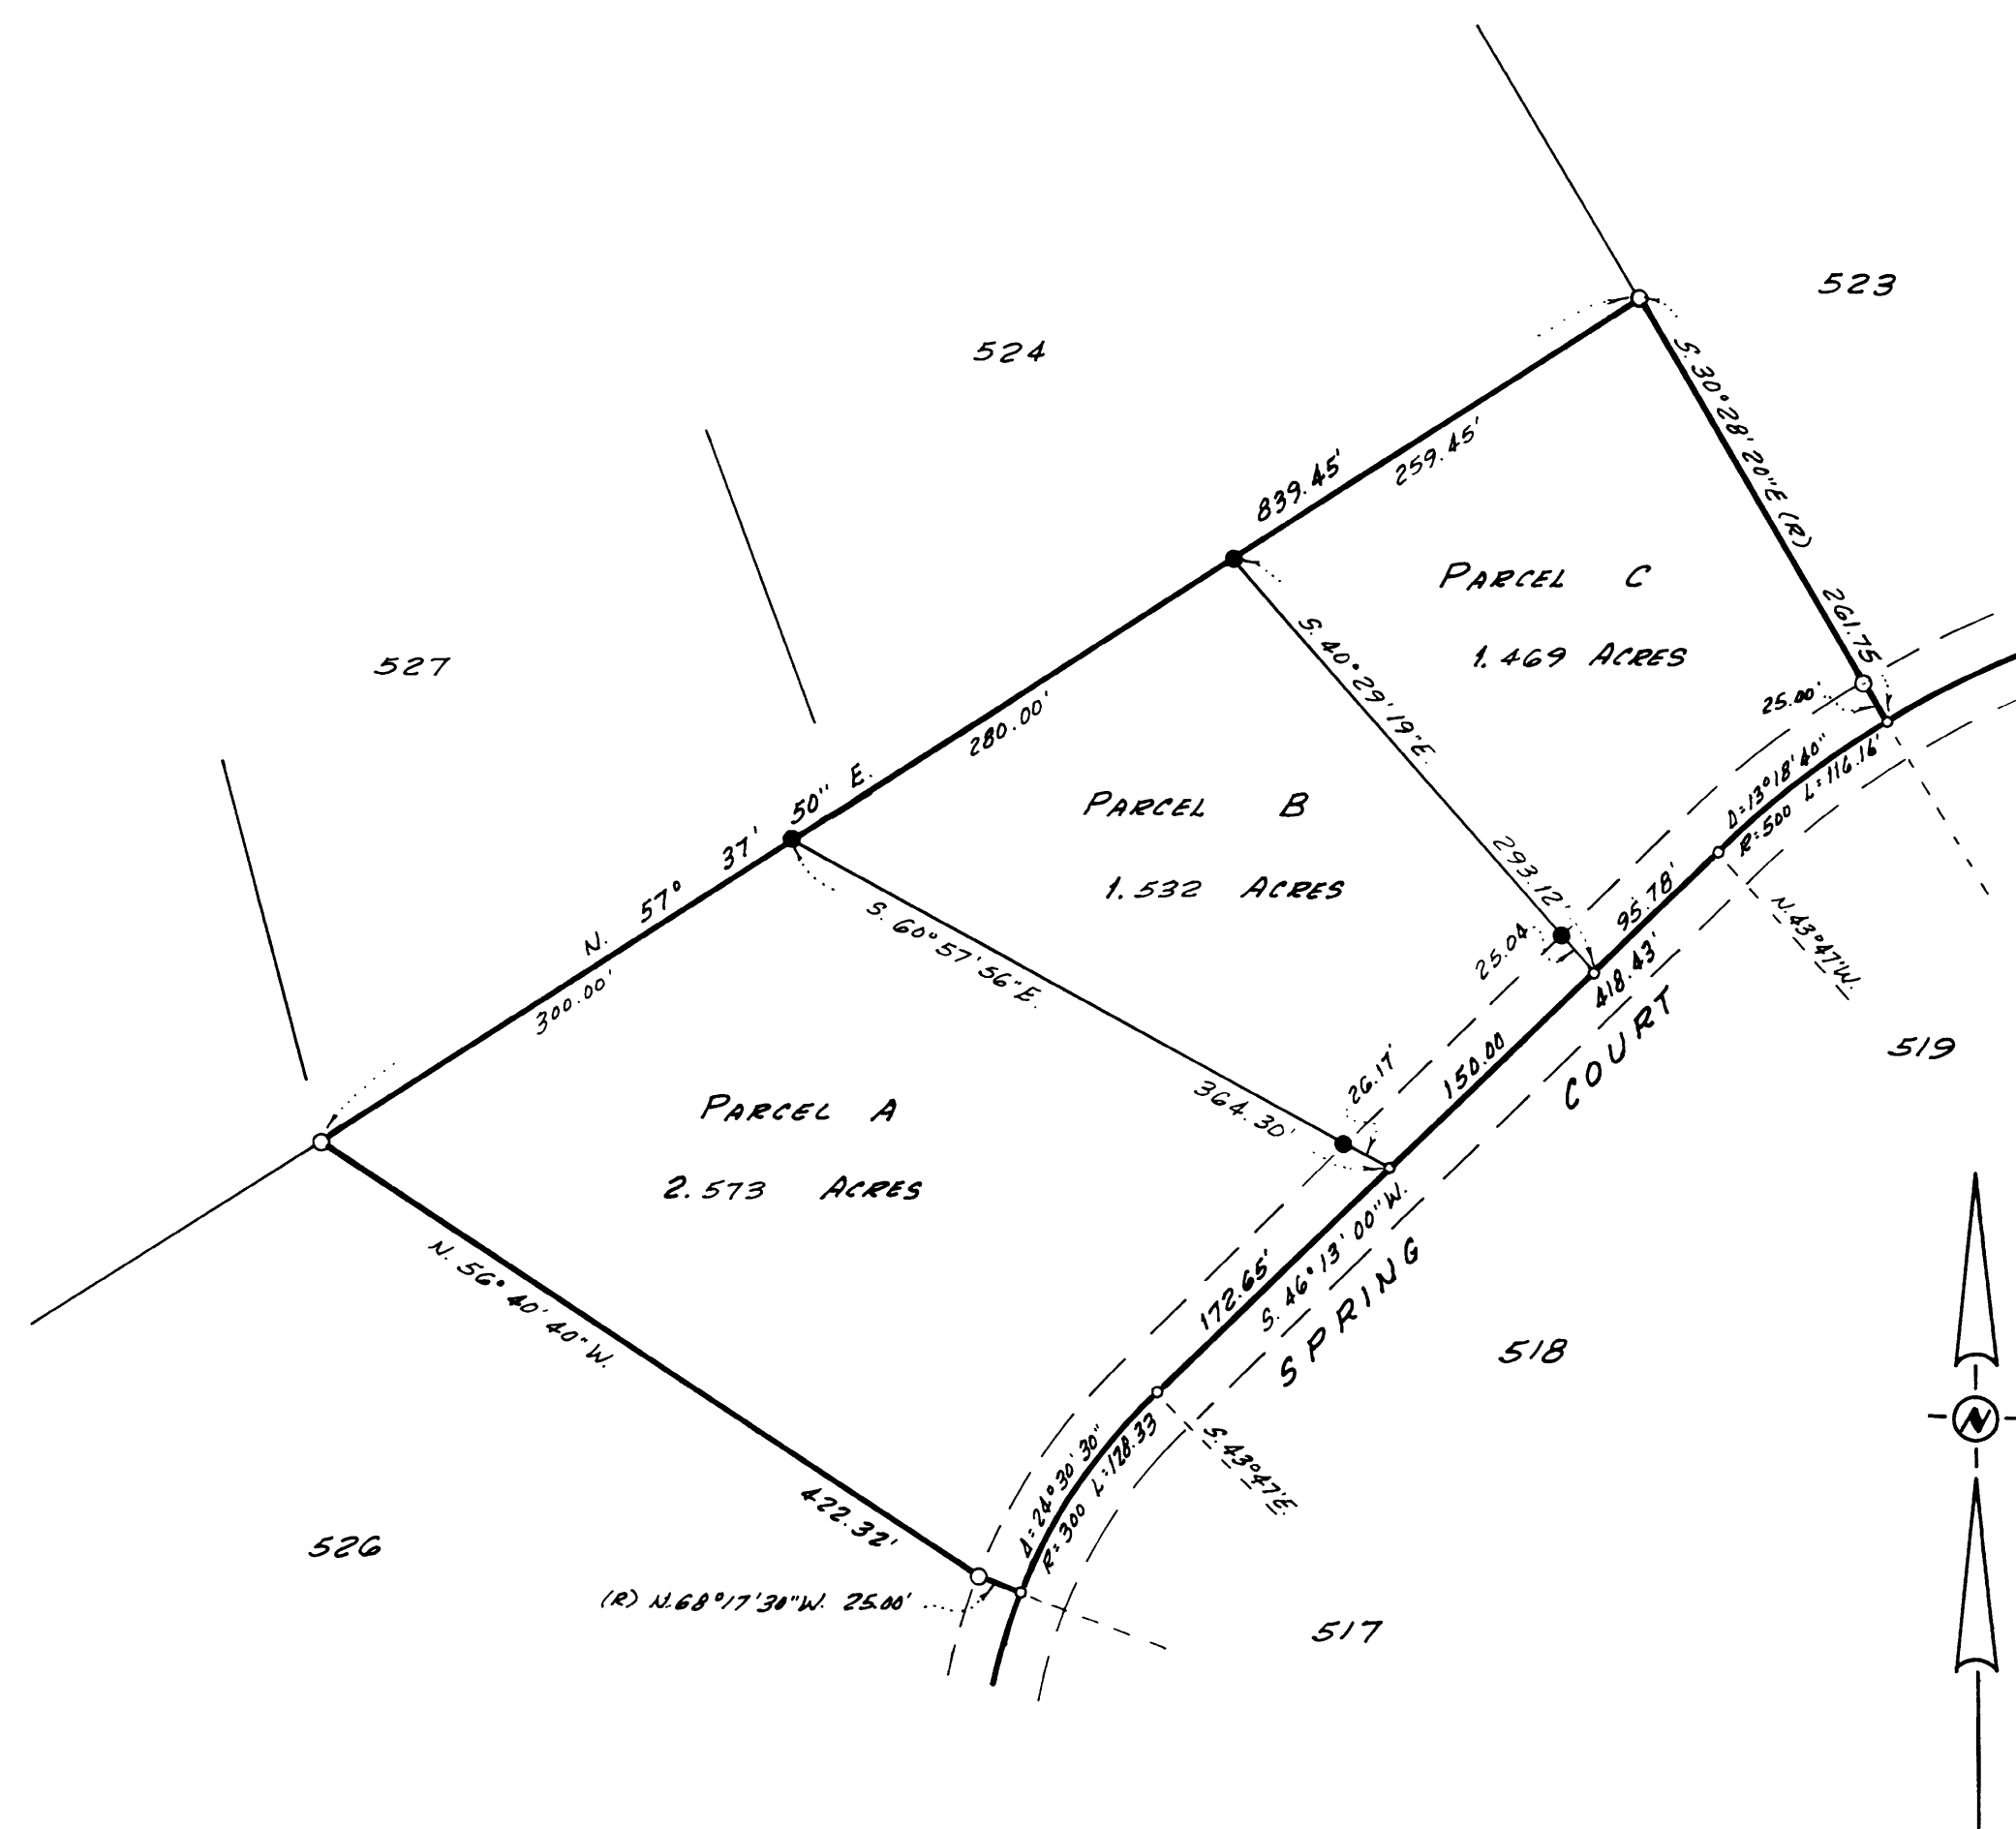 523
524
S. 30° 28' 20" E (R)
261.75
839.45'
259.45'
PARCEL C
1.469 ACRES
527
S. 40° 29' 19" E.
293.12'
25.00'
280.00'
Δ=13°18'40"
R=500 L=116.16'
N. 57° 37' 50" E.
PARCEL B
1.532 ACRES
95.78'
418.43'
N.43°47'W.
300.00'
S. 60° 57' 56" E.
364.30'
25.04'
26.17'
150.00
519
PARCEL A
2.573 ACRES
172.65'
S. 46° 13' 00" W.
SPRING COURT
518
N. 56° 40' 40" W.
422.32'
Δ=24°30'30"
R=300 L=128.33
S.43°47'E.
526
(R) N.68°17'30"W. 25.00'
517
N